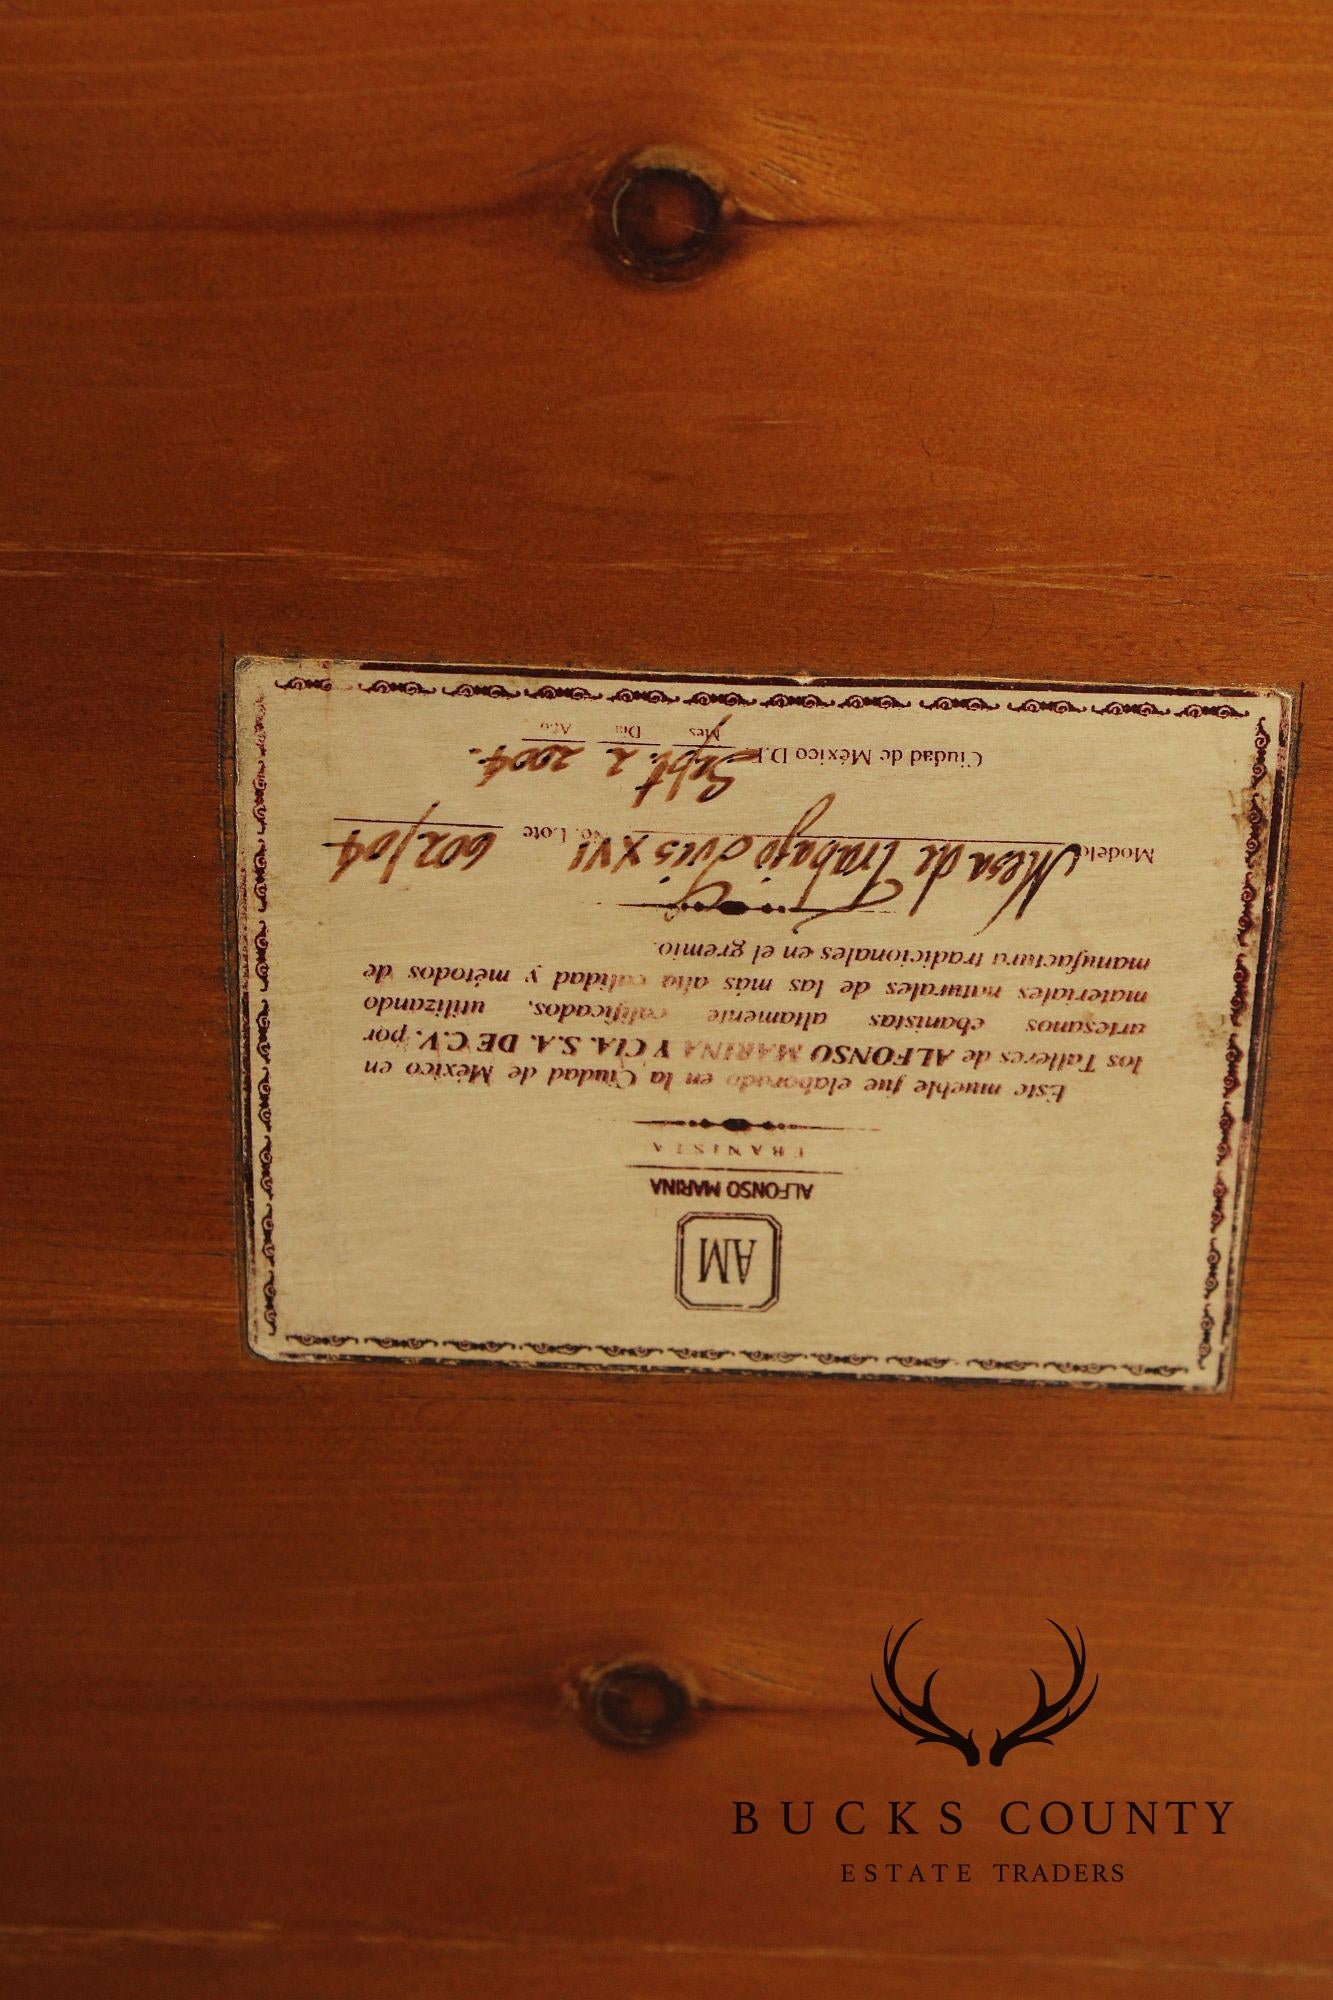 AM
ALFONSO MARINA
EBANISTA
Este mueble fue elaborado en la Ciudad de México en
los Talleres de ALFONSO MARINA Y CIA. S.A. DE C.V. por
artesanos ebanistas altamente calificados, utilizando
materiales naturales de las más alta calidad y métodos de
manufactura tradicionales en el gremio.
Modelo Mesa de Trabajo Luis XVI No. Lote 602/04
Ciudad de México D.F. Sept. 2 2004.
Mes Día Año
BUCKS COUNTY
ESTATE TRADERS